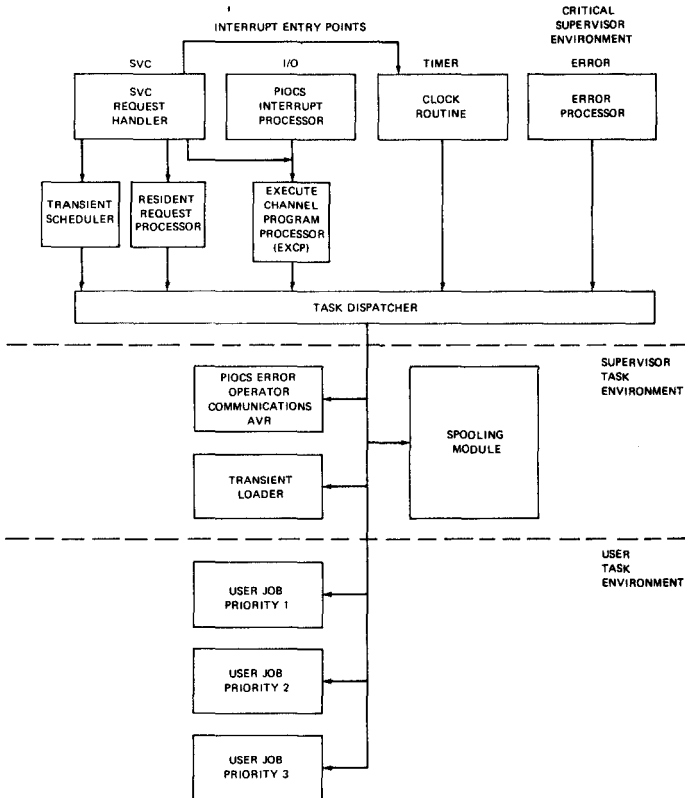 INTERRUPT ENTRY POINTS
CRITICAL
SUPERVISOR
ENVIRONMENT
SVC
I/O
TIMER
ERROR
SVC
REQUEST
HANDLER
PIOCS
INTERRUPT
PROCESSOR
CLOCK
ROUTINE
ERROR
PROCESSOR
TRANSIENT
SCHEDULER
RESIDENT
REQUEST
PROCESSOR
EXECUTE
CHANNEL
PROGRAM
PROCESSOR
(EXCP)
TASK DISPATCHER
SUPERVISOR
TASK
ENVIRONMENT
PIOCS ERROR
OPERATOR
COMMUNICATIONS
AVR
SPOOLING
MODULE
TRANSIENT
LOADER
USER
TASK
ENVIRONMENT
USER JOB
PRIORITY 1
USER JOB
PRIORITY 2
USER JOB
PRIORITY 3